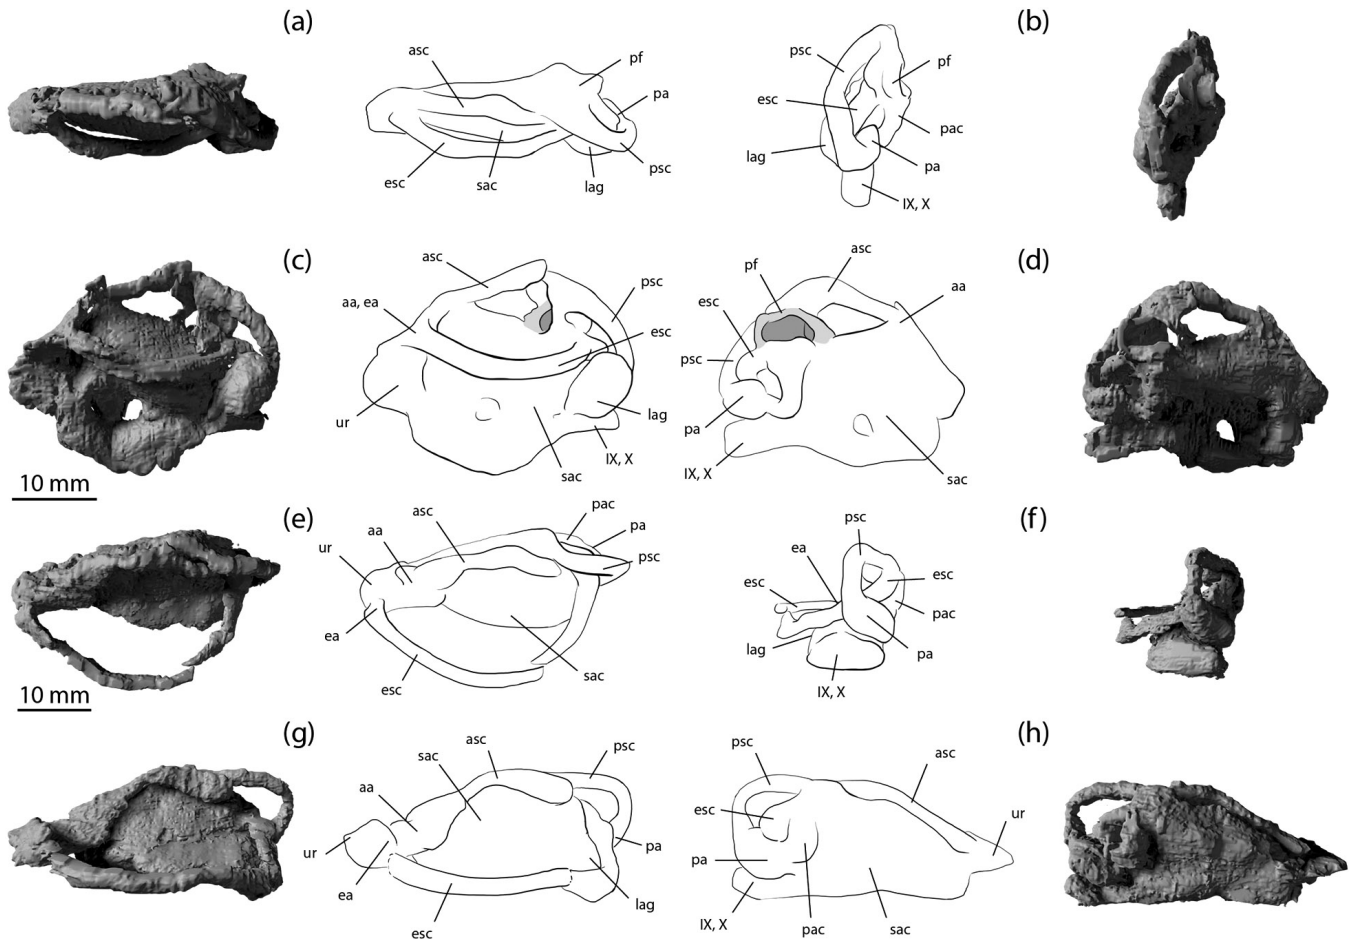 (a)
asc
pf
pa
esc
sac
lag
psc
(b)
psc
pf
esc
pac
lag
pa
IX, X
(c)
asc
psc
aa, ea
esc
ur
lag
IX, X
sac
10 mm
(d)
asc
pf
aa
esc
psc
pa
IX, X
sac
(e)
pac
asc
pa
ur
aa
psc
ea
sac
esc
10 mm
(f)
psc
ea
esc
esc
pac
lag
pa
IX, X
(g)
asc
psc
sac
aa
ur
pa
ea
lag
esc
(h)
psc
asc
esc
ur
pa
IX, X
pac
sac